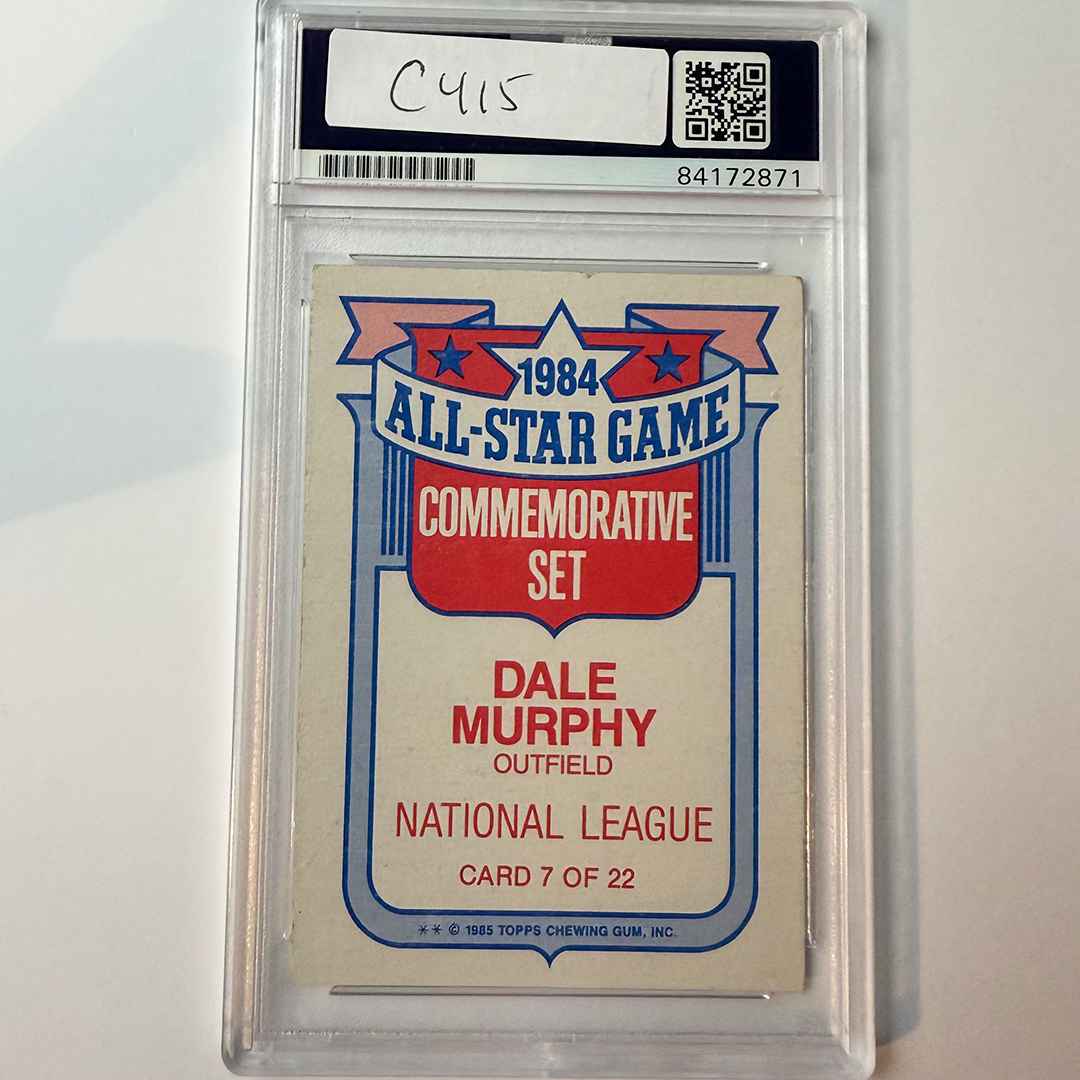 C415
84172871
1984
ALL-STAR GAME
COMMEMORATIVE
SET
DALE
MURPHY
OUTFIELD
NATIONAL LEAGUE
CARD 7 OF 22
** © 1985 TOPPS CHEWING GUM, INC.